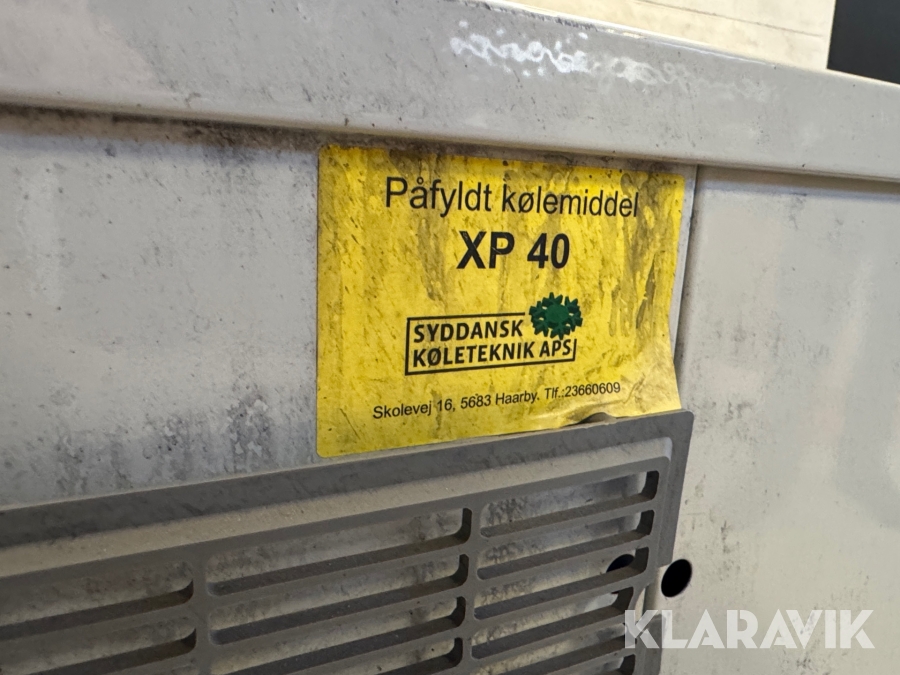 Påfyldt kølemiddel
XP 40
SYDDANSK
KØLETEKNIK APS
Skolevej 16, 5683 Haarby. Tlf.:23660609
KLARAVIK